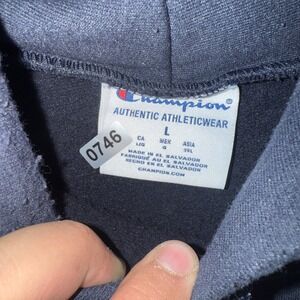 Champion
AUTHENTIC ATHLETICWEAR
L
CA MEX ASIA
L/G G XXL
MADE IN EL SALVADOR
FABRIQUÉ AU EL SALVADOR
HECHO EN EL SALVADOR
CHAMPION.COM
0746